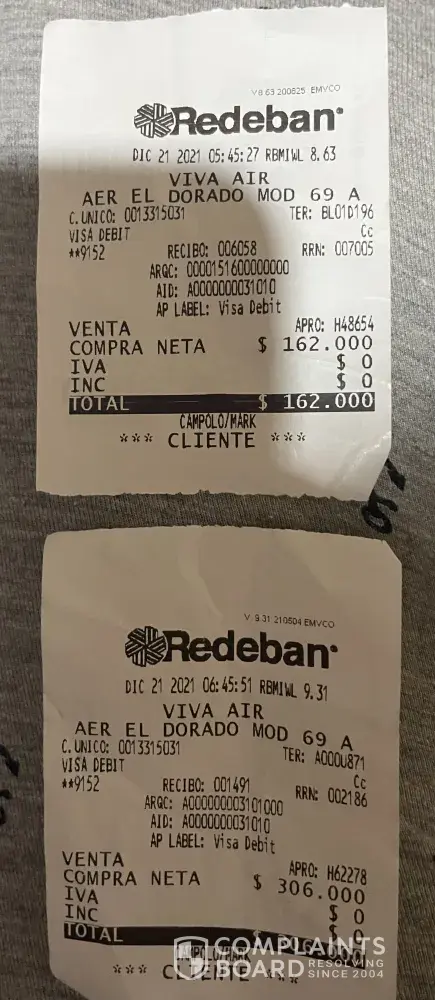 V 8.63 200825 EMVCO
Redeban
DIC 21 2021 05:45:27 RBMIWL 8.63
VIVA AIR
AER EL DORADO MOD 69 A
C. UNICO: 0013315031 TER: BL01D196
VISA DEBIT Cc
**9152 RECIBO: 006058 RRN: 007005
ARQC: 0000151600000000
AID: A0000000031010
AP LABEL: Visa Debit
VENTA APRO: H48654
COMPRA NETA $ 162.000
IVA $ 0
INC $ 0
TOTAL $ 162.000
CAMPOLO/MARK
*** CLIENTE ***
V 9.31 210504 EMVCO
Redeban
DIC 21 2021 06:45:51 RBMIWL 9.31
VIVA AIR
AER EL DORADO MOD 69 A
C. UNICO: 0013315031 TER: A000U871
VISA DEBIT Cc
**9152 RECIBO: 001491 RRN: 002186
ARQC: A000000003101000
AID: A0000000031010
AP LABEL: Visa Debit
VENTA APRO: H62278
COMPRA NETA $ 306.000
IVA $ 0
INC $ 0
TOTAL
*** CLIENTE ***
COMPLAINTS
BOARD RESOLVING SINCE 2004